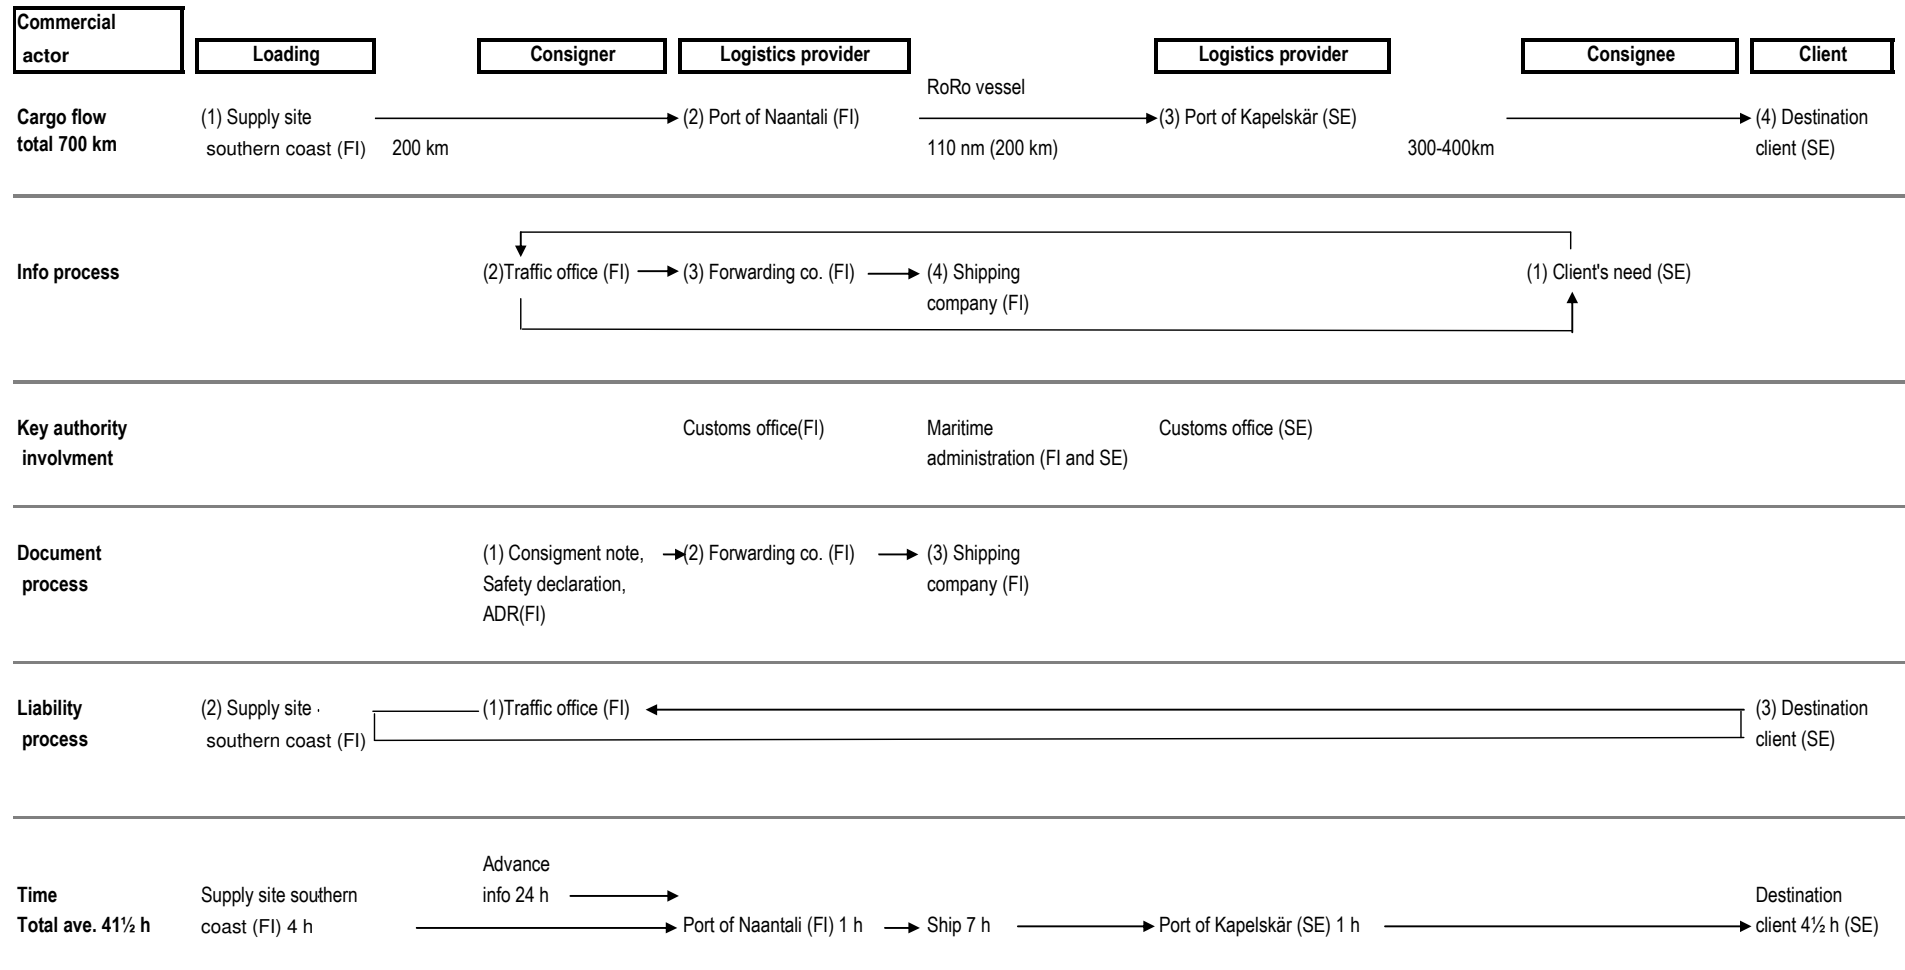 Commercial
actor
Loading
Consigner
Logistics provider
Logistics provider
Consignee
Client
RoRo vessel
Cargo flow
total 700 km
(1) Supply site
southern coast (FI)
200 km
(2) Port of Naantali (FI)
110 nm (200 km)
(3) Port of Kapelskär (SE)
300-400km
(4) Destination
client (SE)
Info process
(2)Traffic office (FI)
(3) Forwarding co. (FI)
(4) Shipping
company (FI)
(1) Client's need (SE)
Key authority
involvment
Customs office(FI)
Maritime
administration (FI and SE)
Customs office (SE)
Document
process
(1) Consigment note,
Safety declaration,
ADR(FI)
(2) Forwarding co. (FI)
(3) Shipping
company (FI)
Liability
process
(2) Supply site
southern coast (FI)
(1)Traffic office (FI)
(3) Destination
client (SE)
Time
Total ave. 41½ h
Supply site southern
coast (FI) 4 h
Advance
info 24 h
Port of Naantali (FI) 1 h
Ship 7 h
Port of Kapelskär (SE) 1 h
Destination
client 4½ h (SE)